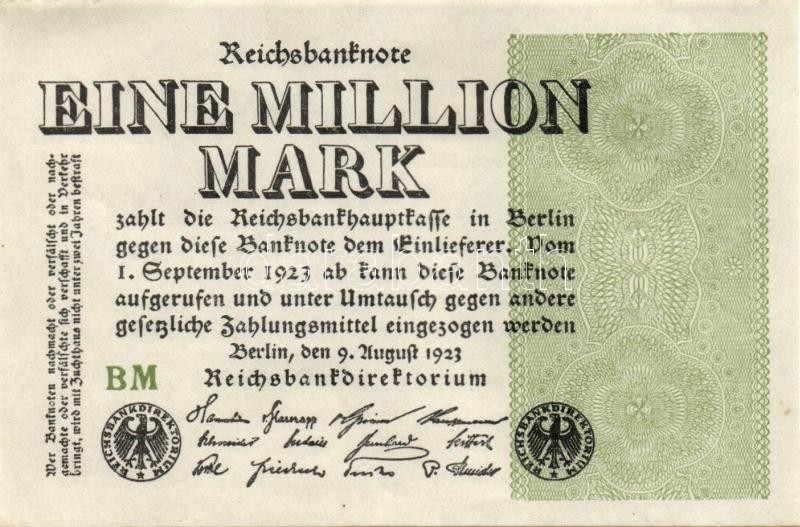 Reichsbanknote
EINE MILLION
MARK
zahlt die Reichsbankhauptkasse in Berlin
gegen diese Banknote dem Einlieferer. Vom
1. September 1923 ab kann diese Banknote
aufgerufen und unter Umtausch gegen andere
gesetzliche Zahlungsmittel eingezogen werden
Berlin, den 9. August 1923
BM
Reichsbankdirektorium
REICHSBANKDIREKTORIUM
REICHSBANKDIREKTORIUM
Wer Banknoten nachmacht oder verfälscht oder nach-
gemachte oder verfälschte sich verschafft und in Verkehr
bringt, wird mit Zuchthaus nicht unter zwei Jahren bestraft